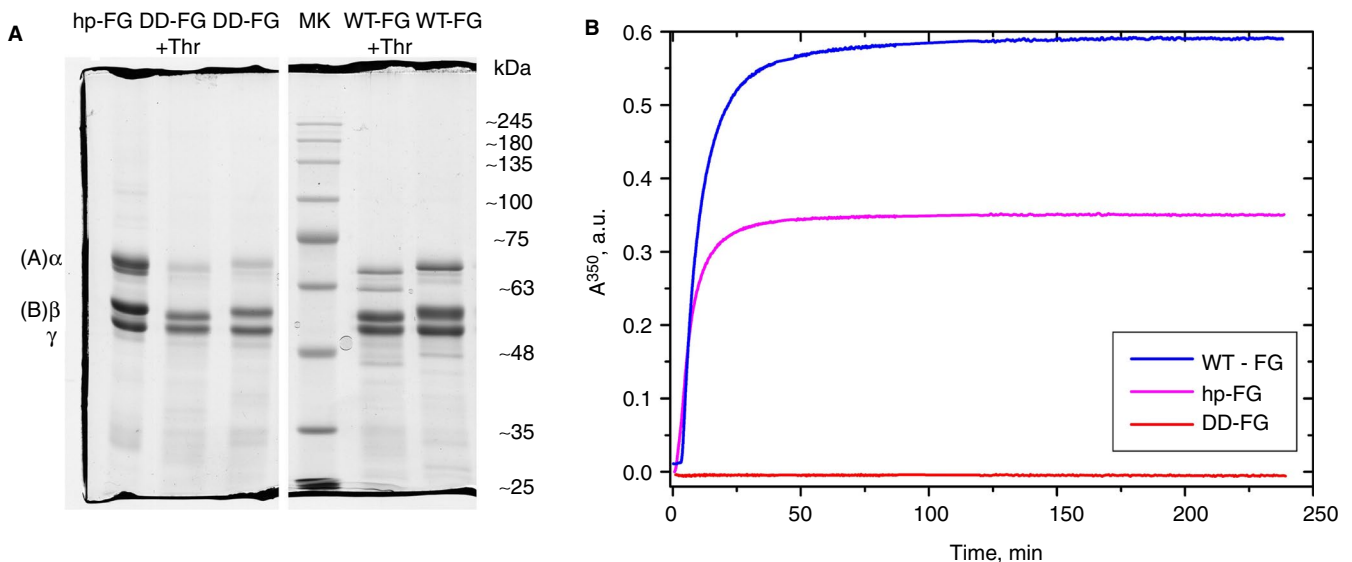 A
hp-FG DD-FG DD-FG MK WT-FG WT-FG
+Thr +Thr
kDa
~245
~180
~135
~100
~75
(A)α
~63
(B)β
γ
~48
~35
~25
B
0.6
0.5
0.4
0.3
0.2
0.1
0.0
A350, a.u.
WT - FG
hp-FG
DD-FG
0 50 100 150 200 250
Time, min